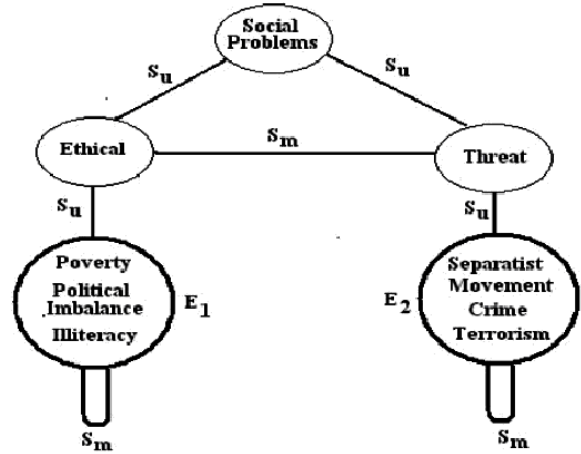 Social
Problems
Su
Su
Ethical
Sm
Threat
Su
Su
Poverty
Political
Imbalance
Illiteracy
E1
E2
Separatist
Movement
Crime
Terrorism
Sm
Sm